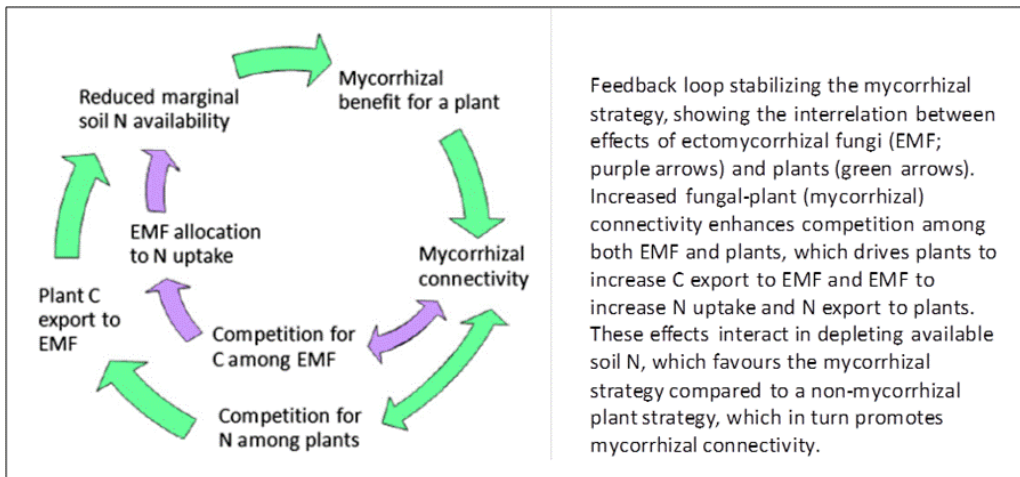 Reduced marginal
soil N availability
Mycorrhizal
benefit for a plant
Mycorrhizal
connectivity
EMF allocation
to N uptake
Plant C
export to
EMF
Competition for
C among EMF
Competition for
N among plants
Feedback loop stabilizing the mycorrhizal
strategy, showing the interrelation between
effects of ectomycorrhizal fungi (EMF;
purple arrows) and plants (green arrows).
Increased fungal-plant (mycorrhizal)
connectivity enhances competition among
both EMF and plants, which drives plants to
increase C export to EMF and EMF to
increase N uptake and N export to plants.
These effects interact in depleting available
soil N, which favours the mycorrhizal
strategy compared to a non-mycorrhizal
plant strategy, which in turn promotes
mycorrhizal connectivity.